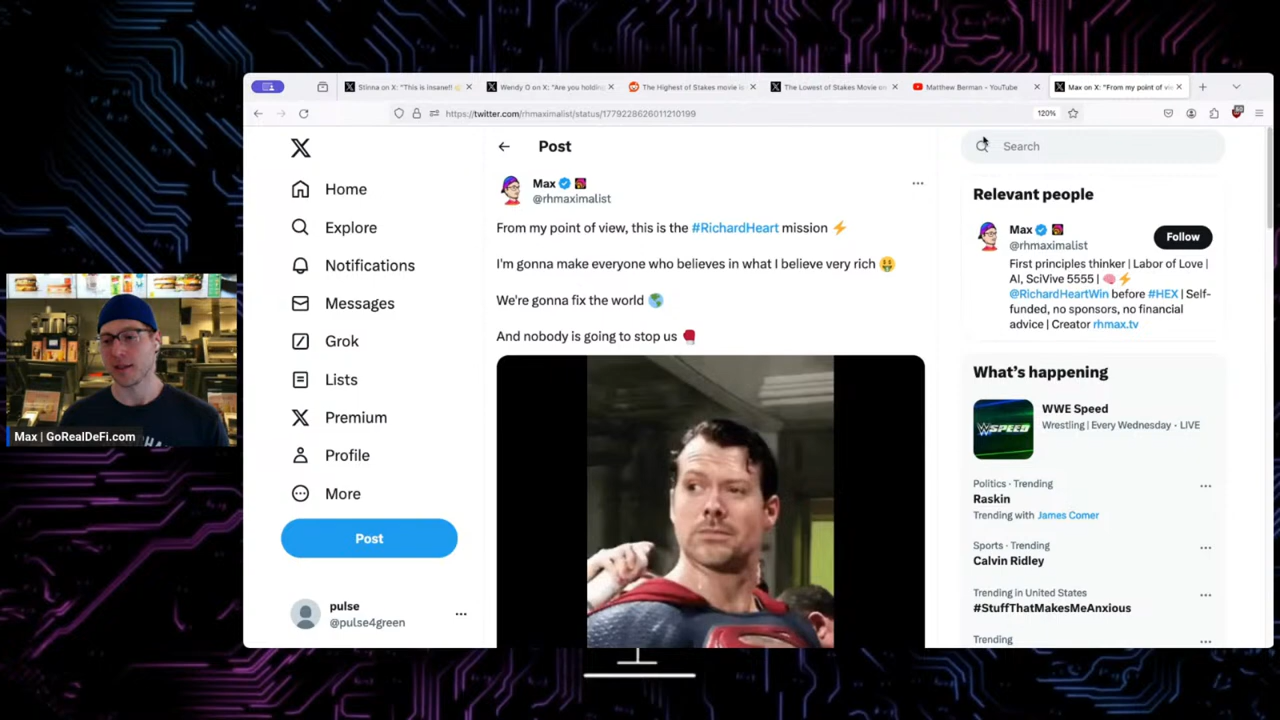 Stinna on X: "This is Insane!!
Wendy O on X: "Are you holding
The Highest of Stakes movie is
The Lowest of Stakes Movie on
Matthew Berman - YouTube
Max on X: "From my point of vie
https://twitter.com/rhmaximalist/status/1779228626011210199
120%
Home
Explore
Notifications
Messages
Grok
Lists
Premium
Profile
More
Post
pulse
@pulse4green
Post
Max
@rhmaximalist
From my point of view, this is the #RichardHeart mission ⚡
I'm gonna make everyone who believes in what I believe very rich 🤑
We're gonna fix the world 🌎
And nobody is going to stop us 🥊
Search
Relevant people
Max
@rhmaximalist
Follow
First principles thinker | Labor of Love |
AI, SciVive 5555 | 🧠⚡
@RichardHeartWin before #HEX | Self-
funded, no sponsors, no financial
advice | Creator rhmax.tv
What's happening
SPEED
WWE Speed
Wrestling | Every Wednesday · LIVE
Politics · Trending
Raskin
Trending with James Comer
Sports · Trending
Calvin Ridley
Trending in United States
#StuffThatMakesMeAnxious
Trending
Max | GoRealDeFi.com